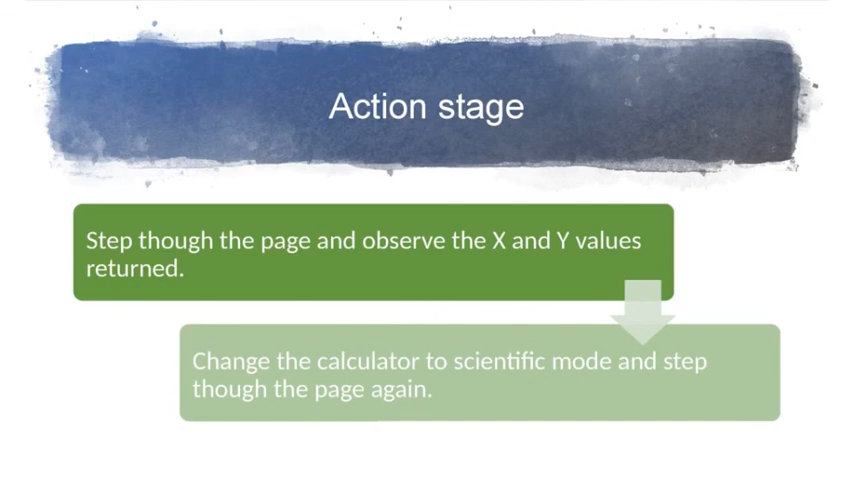 Action stage
Step though the page and observe the X and Y values
returned.
Change the calculator to scientific mode and step
though the page again.